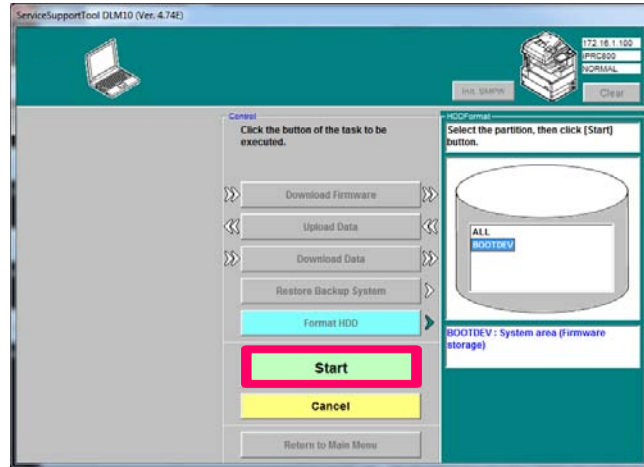 ServiceSupportTool DLM10 (Ver. 4.74E)
172.16.1.100
iPRC800
NORMAL
Init. SMPW
Clear
Control
Click the button of the task to be
executed.
Download Firmware
Upload Data
Download Data
Restore Backup System
Format HDD
Start
Cancel
Return to Main Menu
HDDFormat
Select the partition, then click [Start]
button.
ALL
BOOTDEV
BOOTDEV : System area (Firmware
storage)